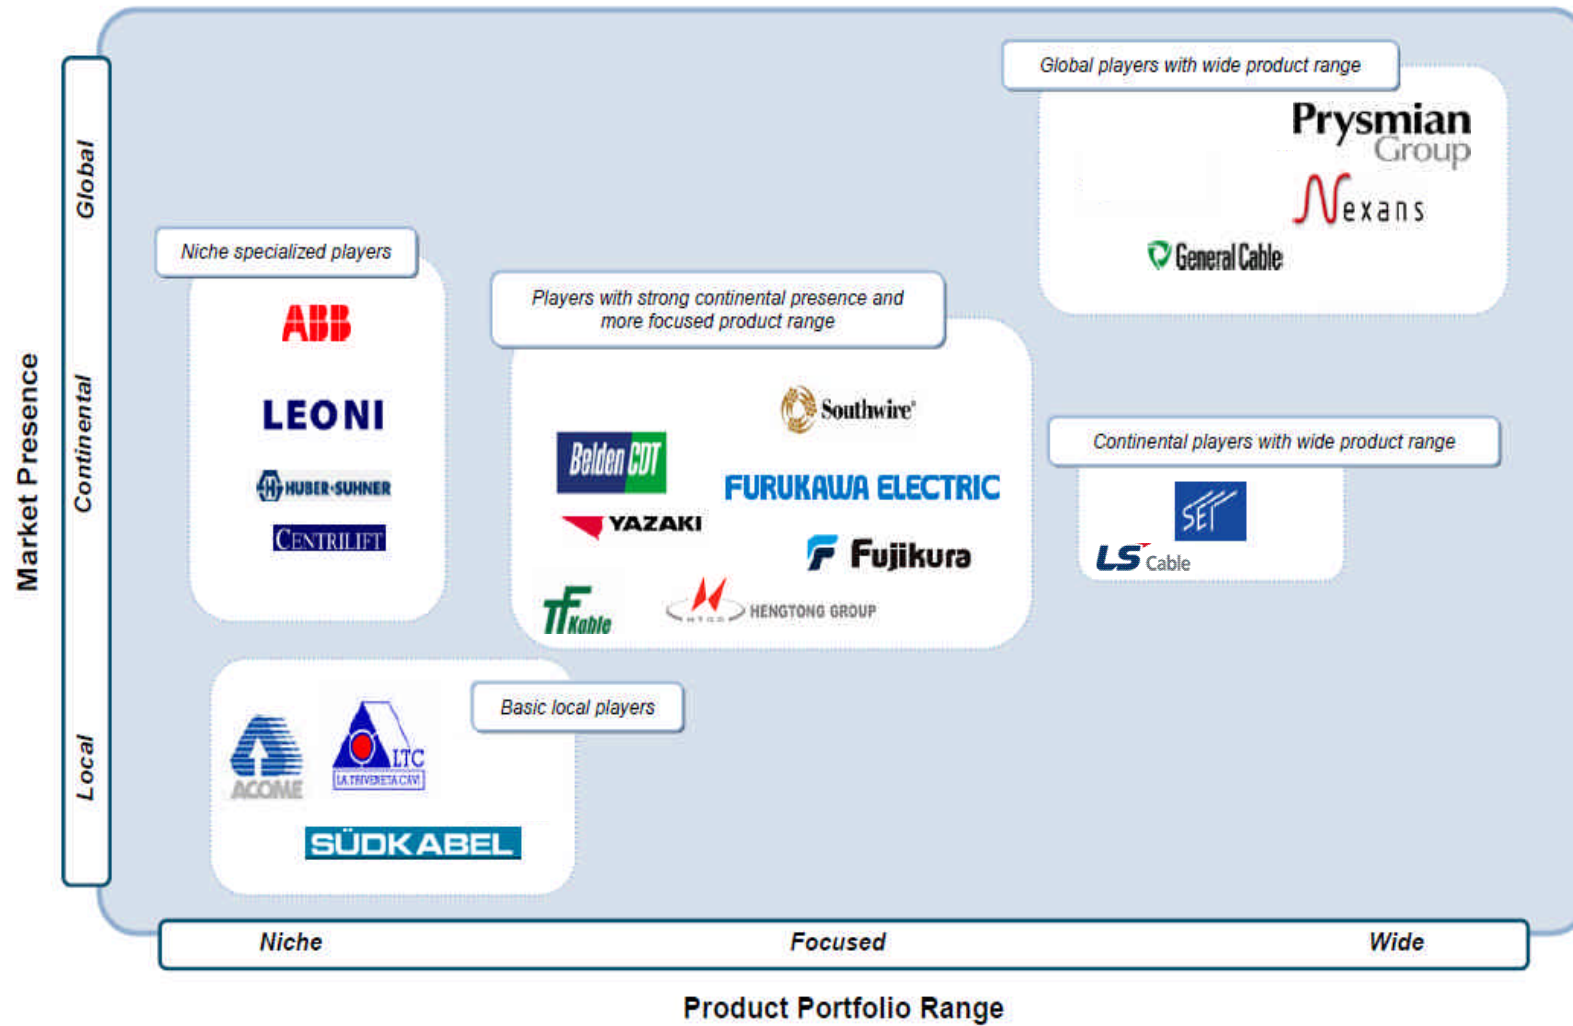 Global players with wide product range
Prysmian
Group
Nexans
General Cable
Niche specialized players
ABB
LEONI
HUBER+SUHNER
CENTRILIFT
Players with strong continental presence and
more focused product range
Southwire®
Belden CDT
FURUKAWA ELECTRIC
YAZAKI
Fujikura
TF Kable
HTGD
HENGTONG GROUP
Continental players with wide product range
SEI
LS Cable
Basic local players
ACOME
LTC
LA TRIVENETA CAVI
SÜDKABEL
Market Presence
Global
Continental
Local
Niche
Focused
Wide
Product Portfolio Range